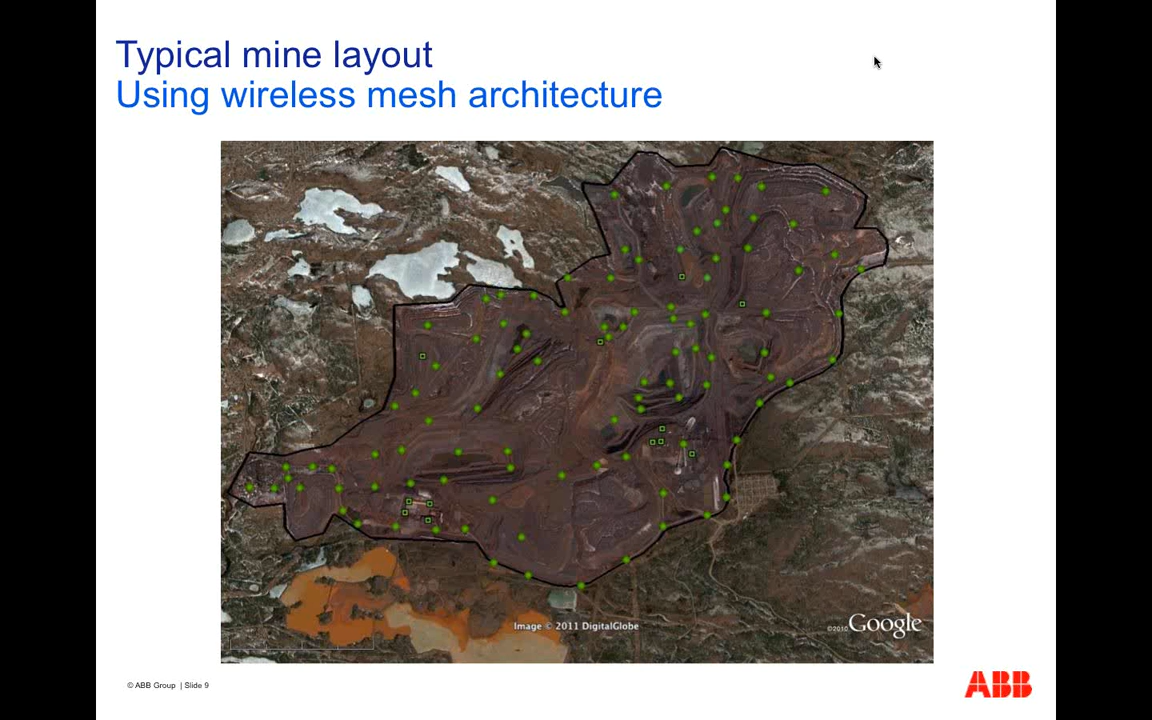 Typical mine layout
Using wireless mesh architecture
Image © 2011 DigitalGlobe
©2010 Google
© ABB Group | Slide 9
ABB